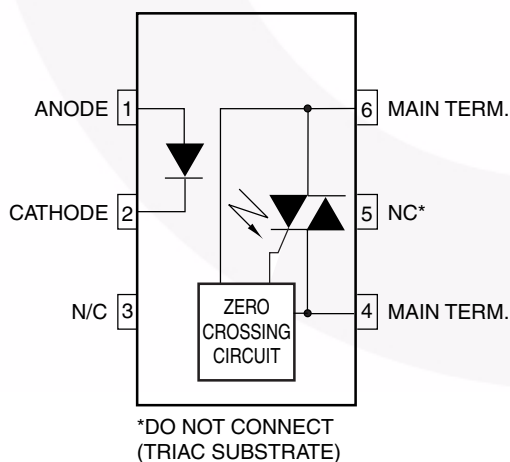 ANODE 1
6 MAIN TERM.
CATHODE 2
5 NC*
N/C 3
4 MAIN TERM.
ZERO
CROSSING
CIRCUIT
*DO NOT CONNECT
(TRIAC SUBSTRATE)